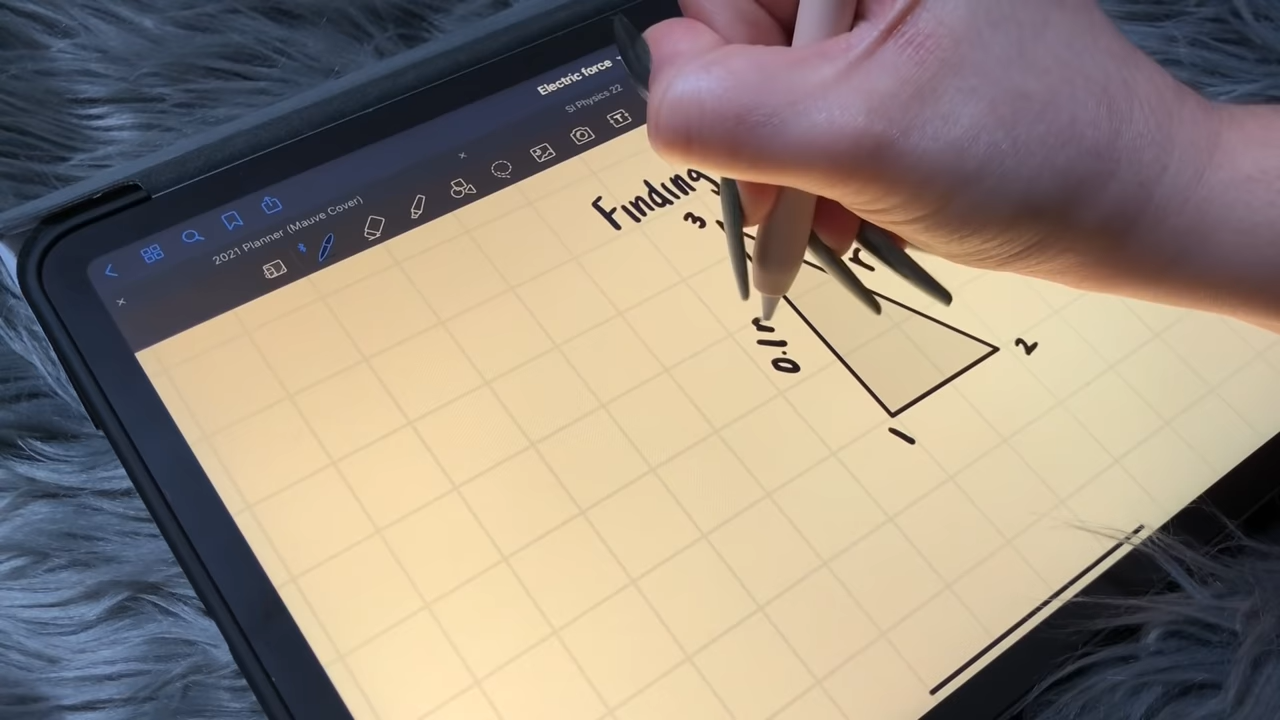 Electric force
SI Physics 22
2021 Planner (Mauve Cover)
Finding
3
r
0.1
2
1